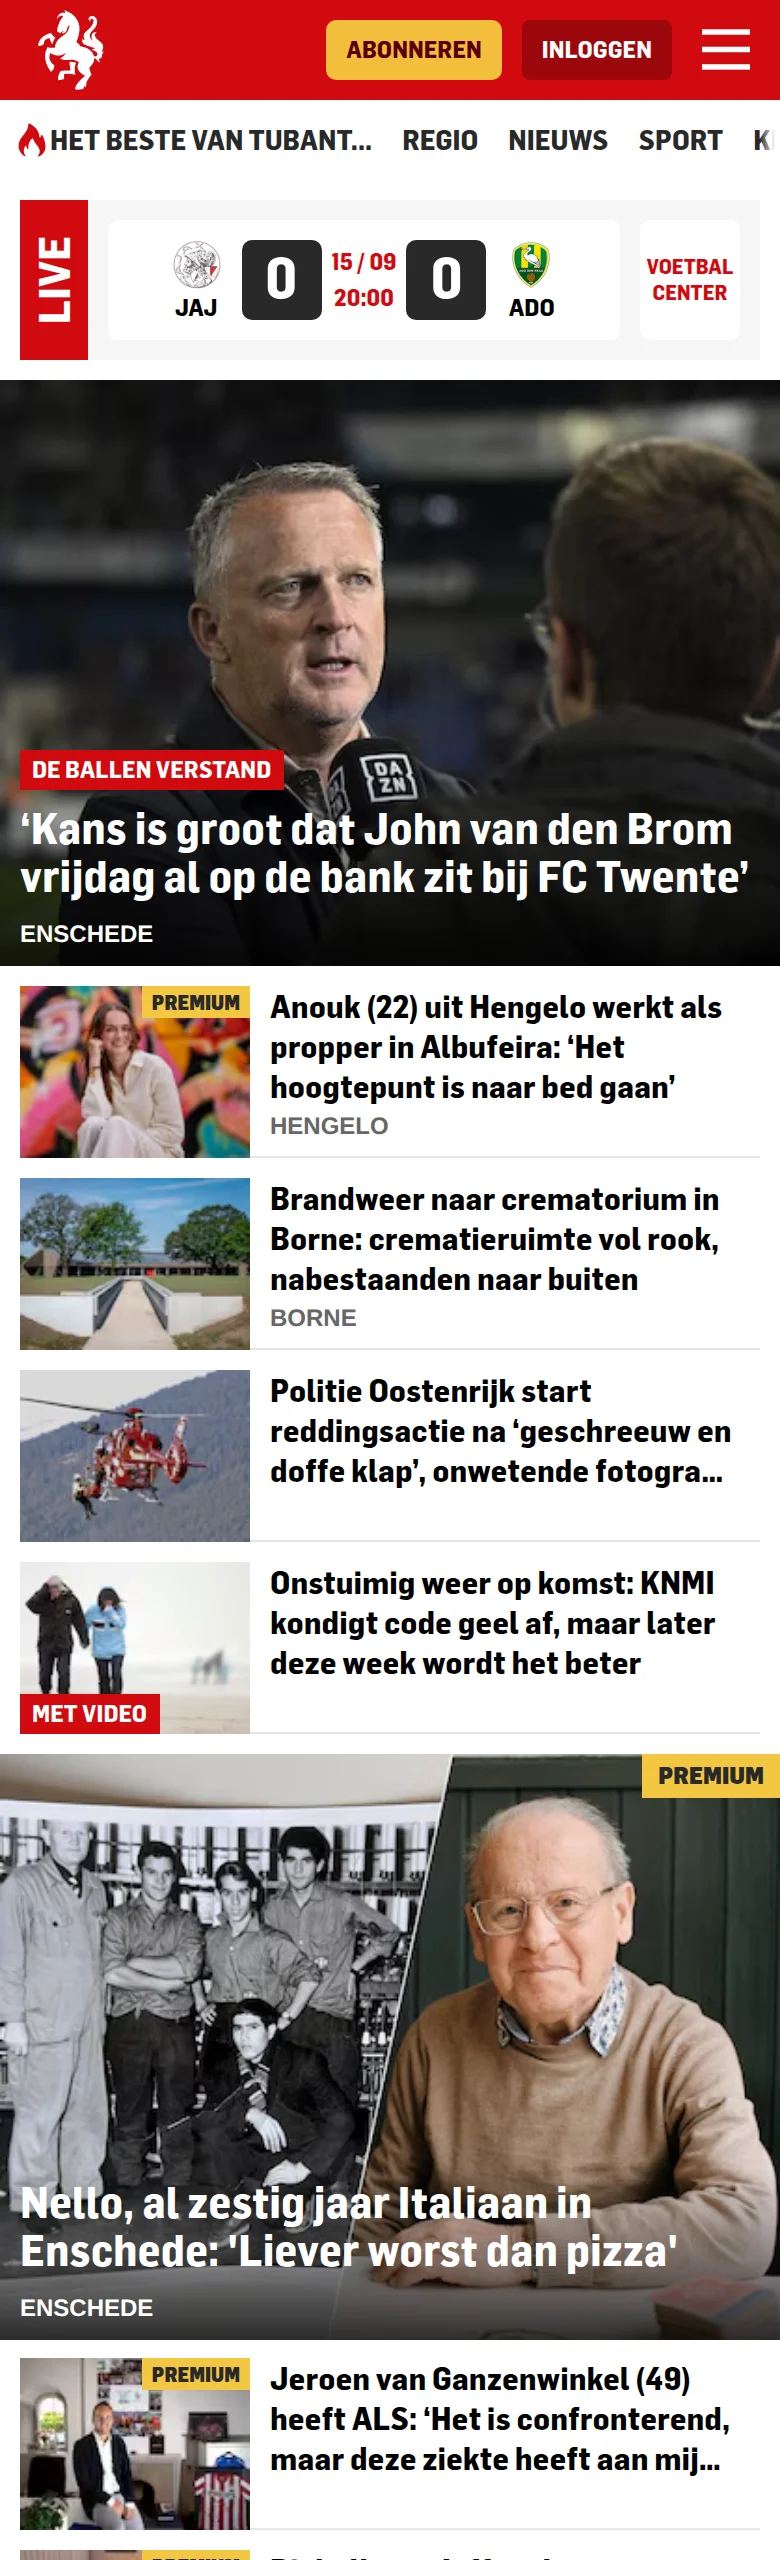 ABONNEREN
INLOGGEN
HET BESTE VAN TUBANT...
REGIO
NIEUWS
SPORT
LIVE
JAJ
0
15 / 09
20:00
0
ADO
VOETBAL
CENTER
DA
ZN
DE BALLEN VERSTAND
‘Kans is groot dat John van den Brom
vrijdag al op de bank zit bij FC Twente’
ENSCHEDE
PREMIUM
Anouk (22) uit Hengelo werkt als
propper in Albufeira: ‘Het
hoogtepunt is naar bed gaan’
HENGELO
Brandweer naar crematorium in
Borne: crematieruimte vol rook,
nabestaanden naar buiten
BORNE
Politie Oostenrijk start
reddingsactie na ‘geschreeuw en
doffe klap’, onwetende fotogra...
MET VIDEO
Onstuimig weer op komst: KNMI
kondigt code geel af, maar later
deze week wordt het beter
PREMIUM
Nello, al zestig jaar Italiaan in
Enschede: 'Liever worst dan pizza'
ENSCHEDE
PREMIUM
Jeroen van Ganzenwinkel (49)
heeft ALS: ‘Het is confronterend,
maar deze ziekte heeft aan mij...